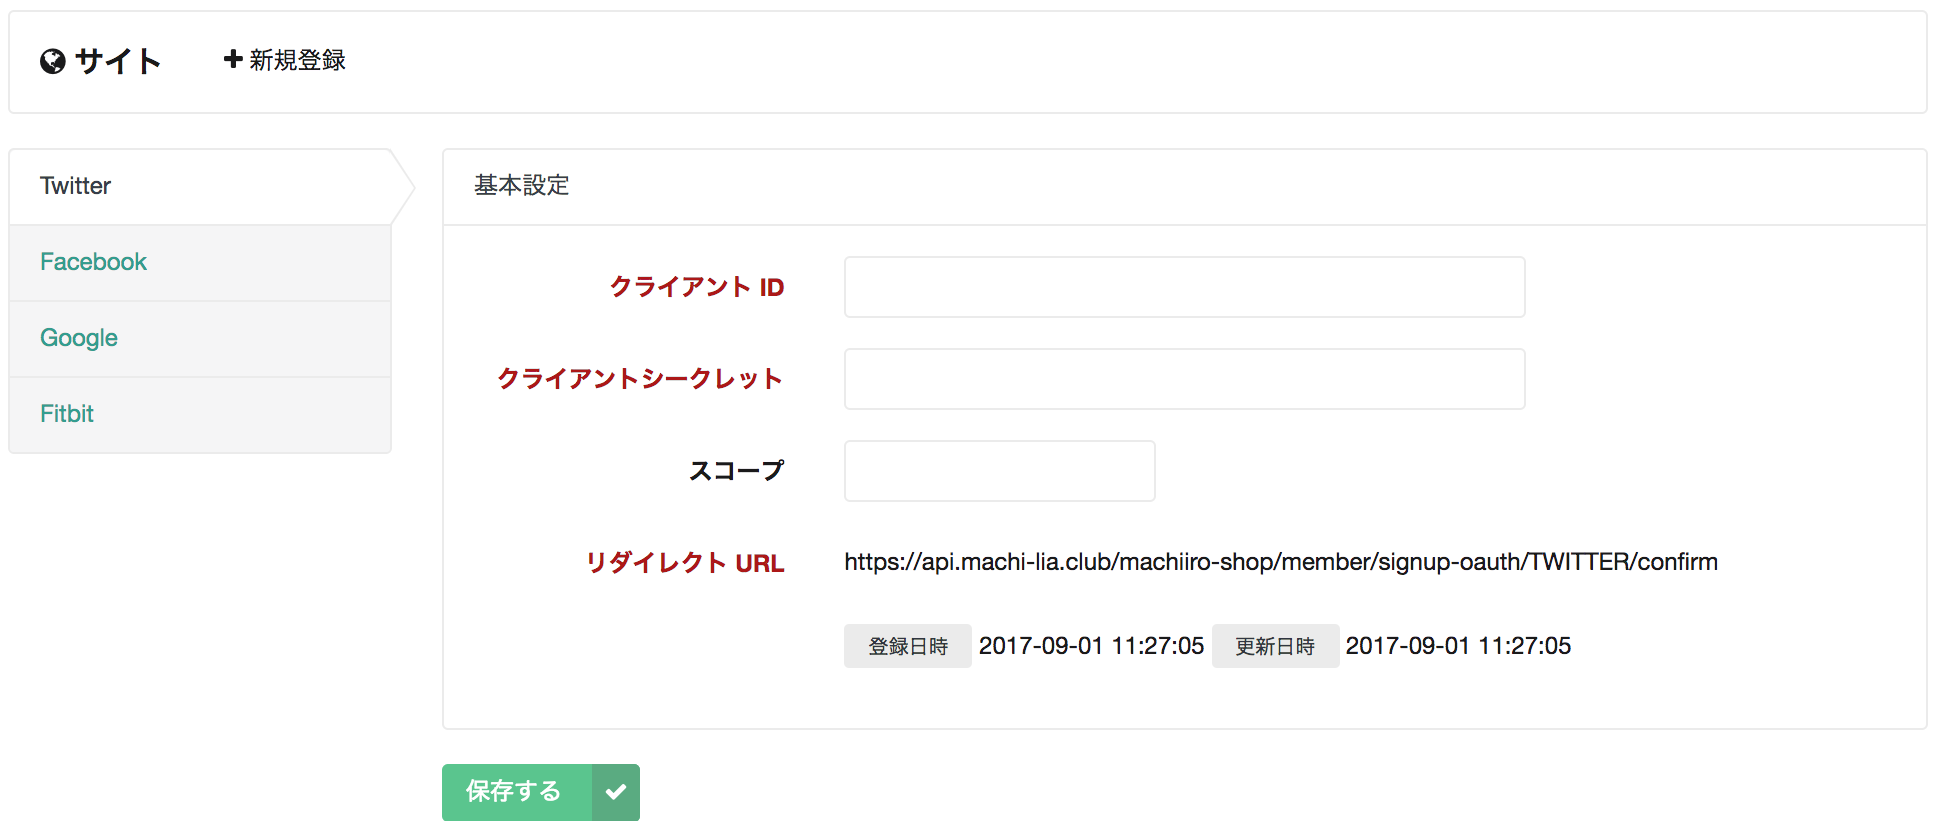 サイト 新規登録
Twitter
Facebook
Google
Fitbit
基本設定
クライアント ID
クライアントシークレット
スコープ
リダイレクト URL https://api.machi-lia.club/machiiro-shop/member/signup-oauth/TWITTER/confirm
登録日時 2017-09-01 11:27:05 更新日時 2017-09-01 11:27:05
保存する